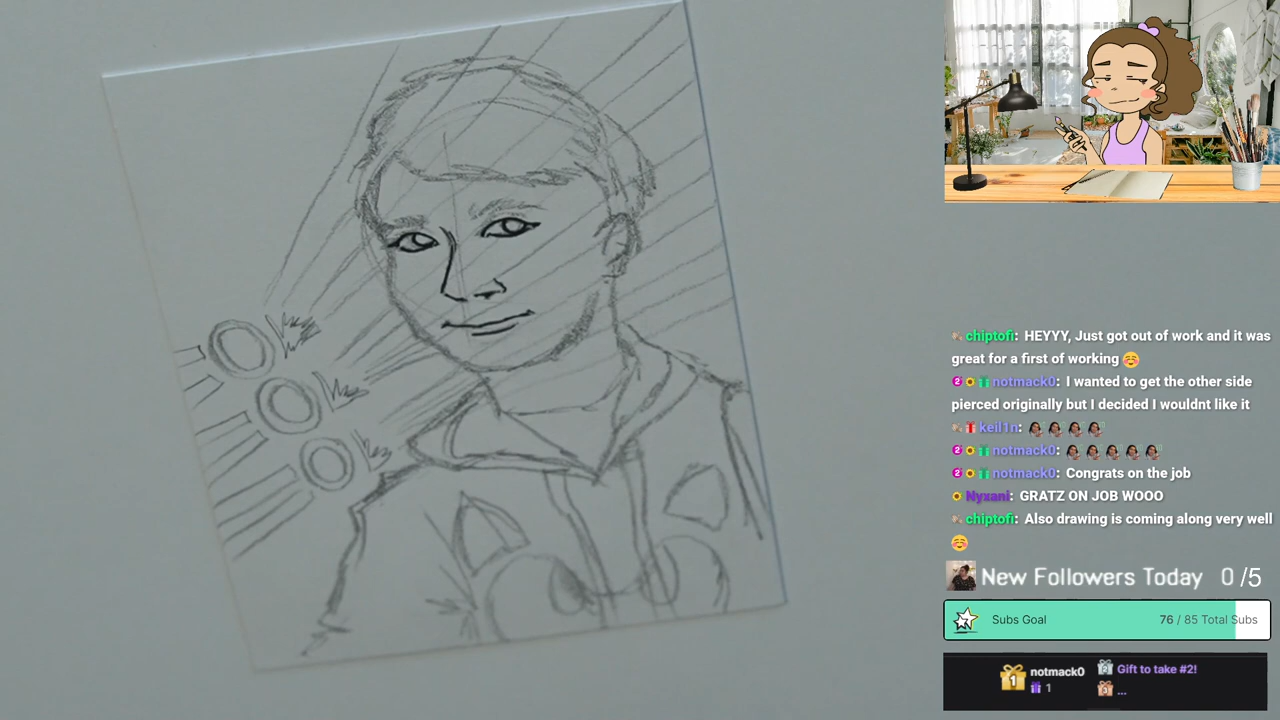 chiptofi: HEYYY, Just got out of work and it was
great for a first of working
notmack0: I wanted to get the other side
pierced originally but I decided I wouldnt like it
keil1n:
notmack0:
notmack0: Congrats on the job
Nyxani: GRATZ ON JOB WOOO
chiptofi: Also drawing is coming along very well
New Followers Today 0 /5
Subs Goal 76 / 85 Total Subs
1 notmack0 1
2 Gift to take #2!
3 ...